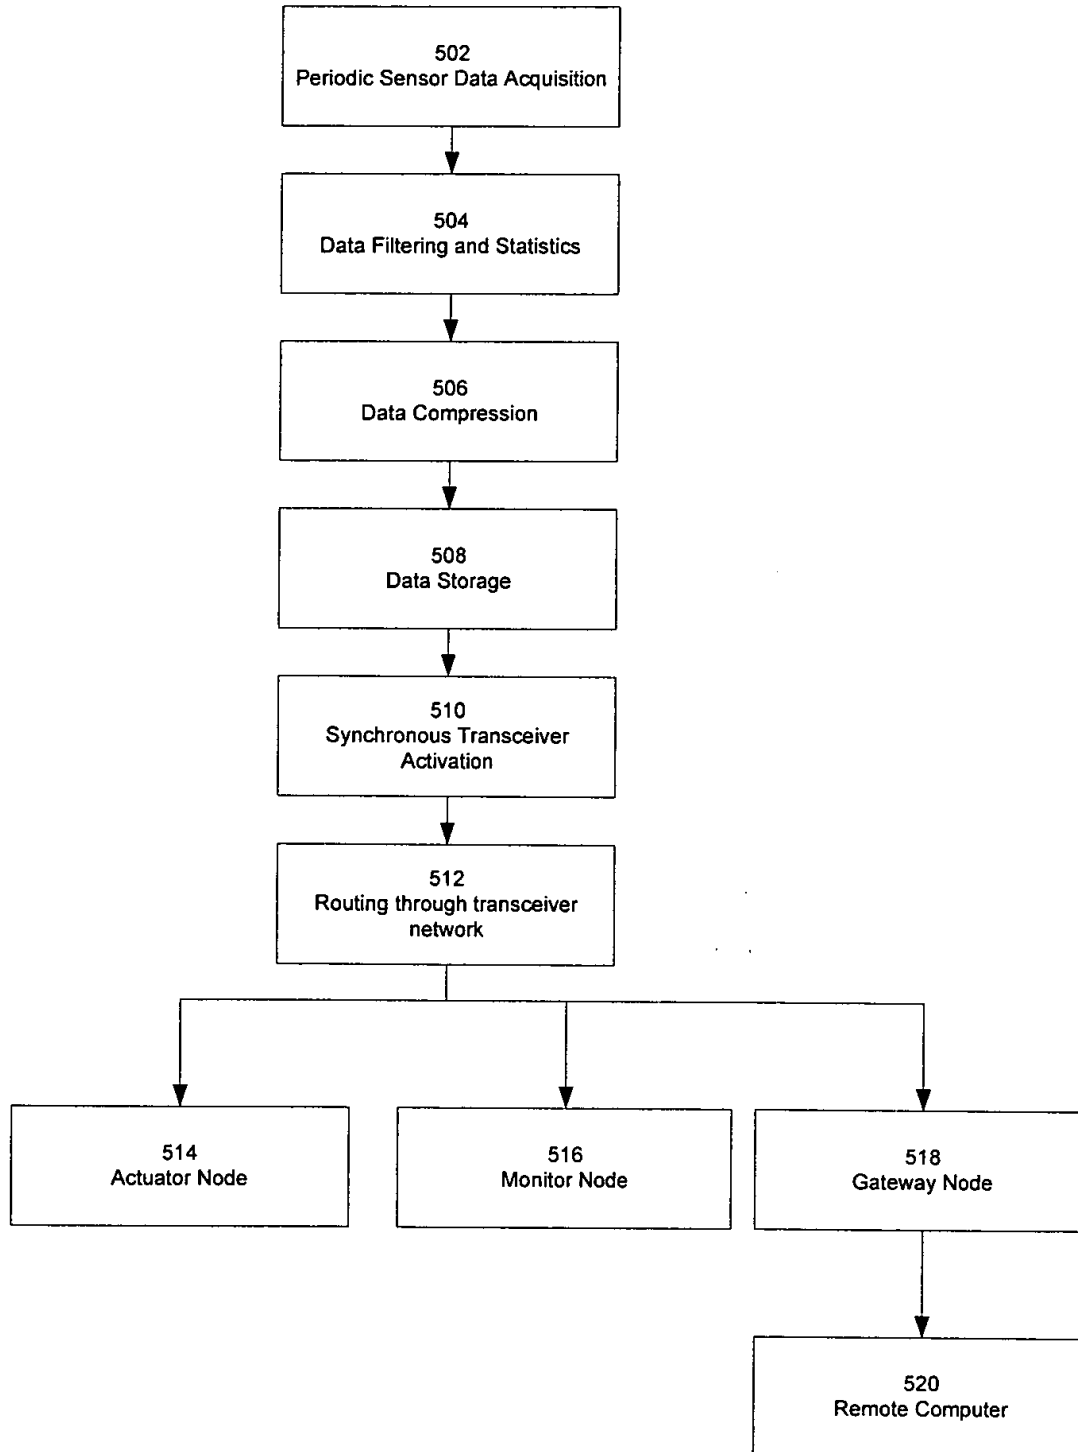 502
Periodic Sensor Data Acquisition
504
Data Filtering and Statistics
506
Data Compression
508
Data Storage
510
Synchronous Transceiver
Activation
512
Routing through transceiver
network
514
Actuator Node
516
Monitor Node
518
Gateway Node
520
Remote Computer